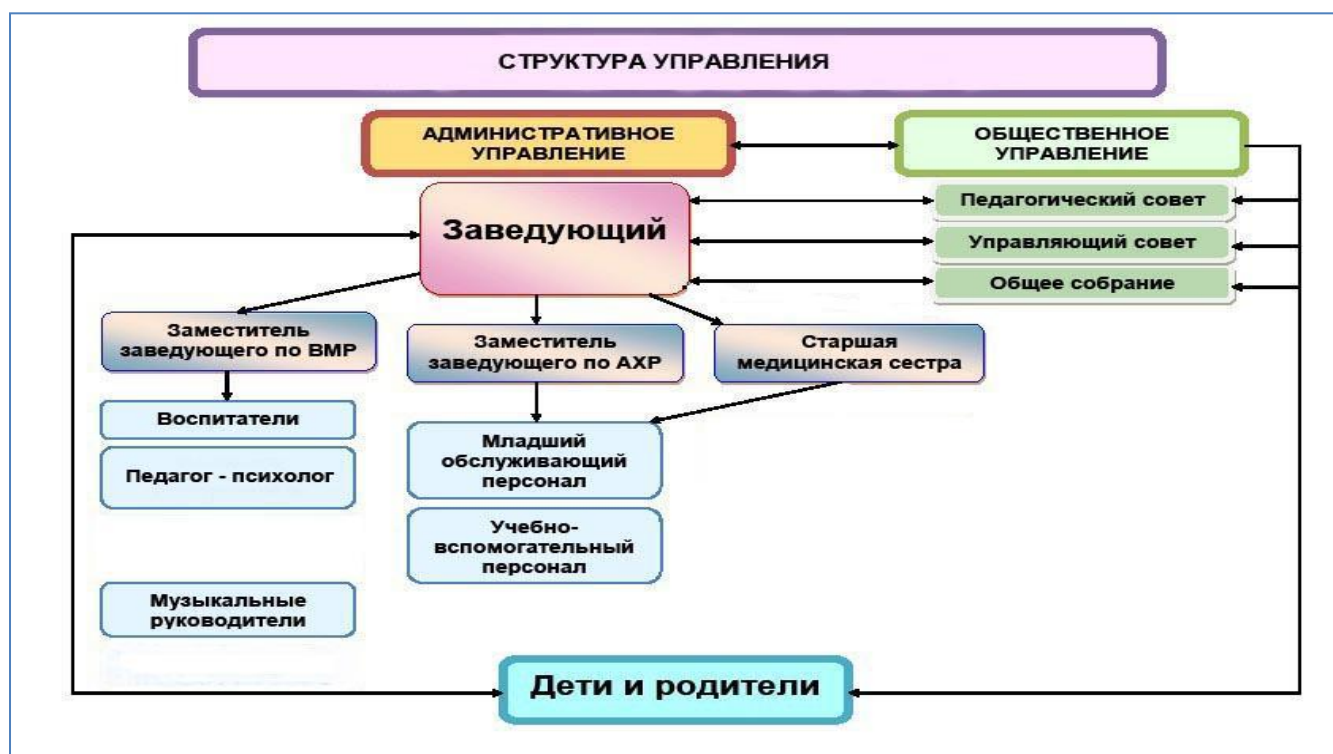 СТРУКТУРА УПРАВЛЕНИЯ
АДМИНИСТРАТИВНОЕ
УПРАВЛЕНИЕ
ОБЩЕСТВЕННОЕ
УПРАВЛЕНИЕ
Заведующий
Педагогический совет
Управляющий совет
Общее собрание
Заместитель
заведующего по ВМР
Заместитель
заведующего по АХР
Старшая
медицинская сестра
Воспитатели
Педагог - психолог
Музыкальные
руководители
Младший
обслуживающий
персонал
Учебно-
вспомогательный
персонал
Дети и родители